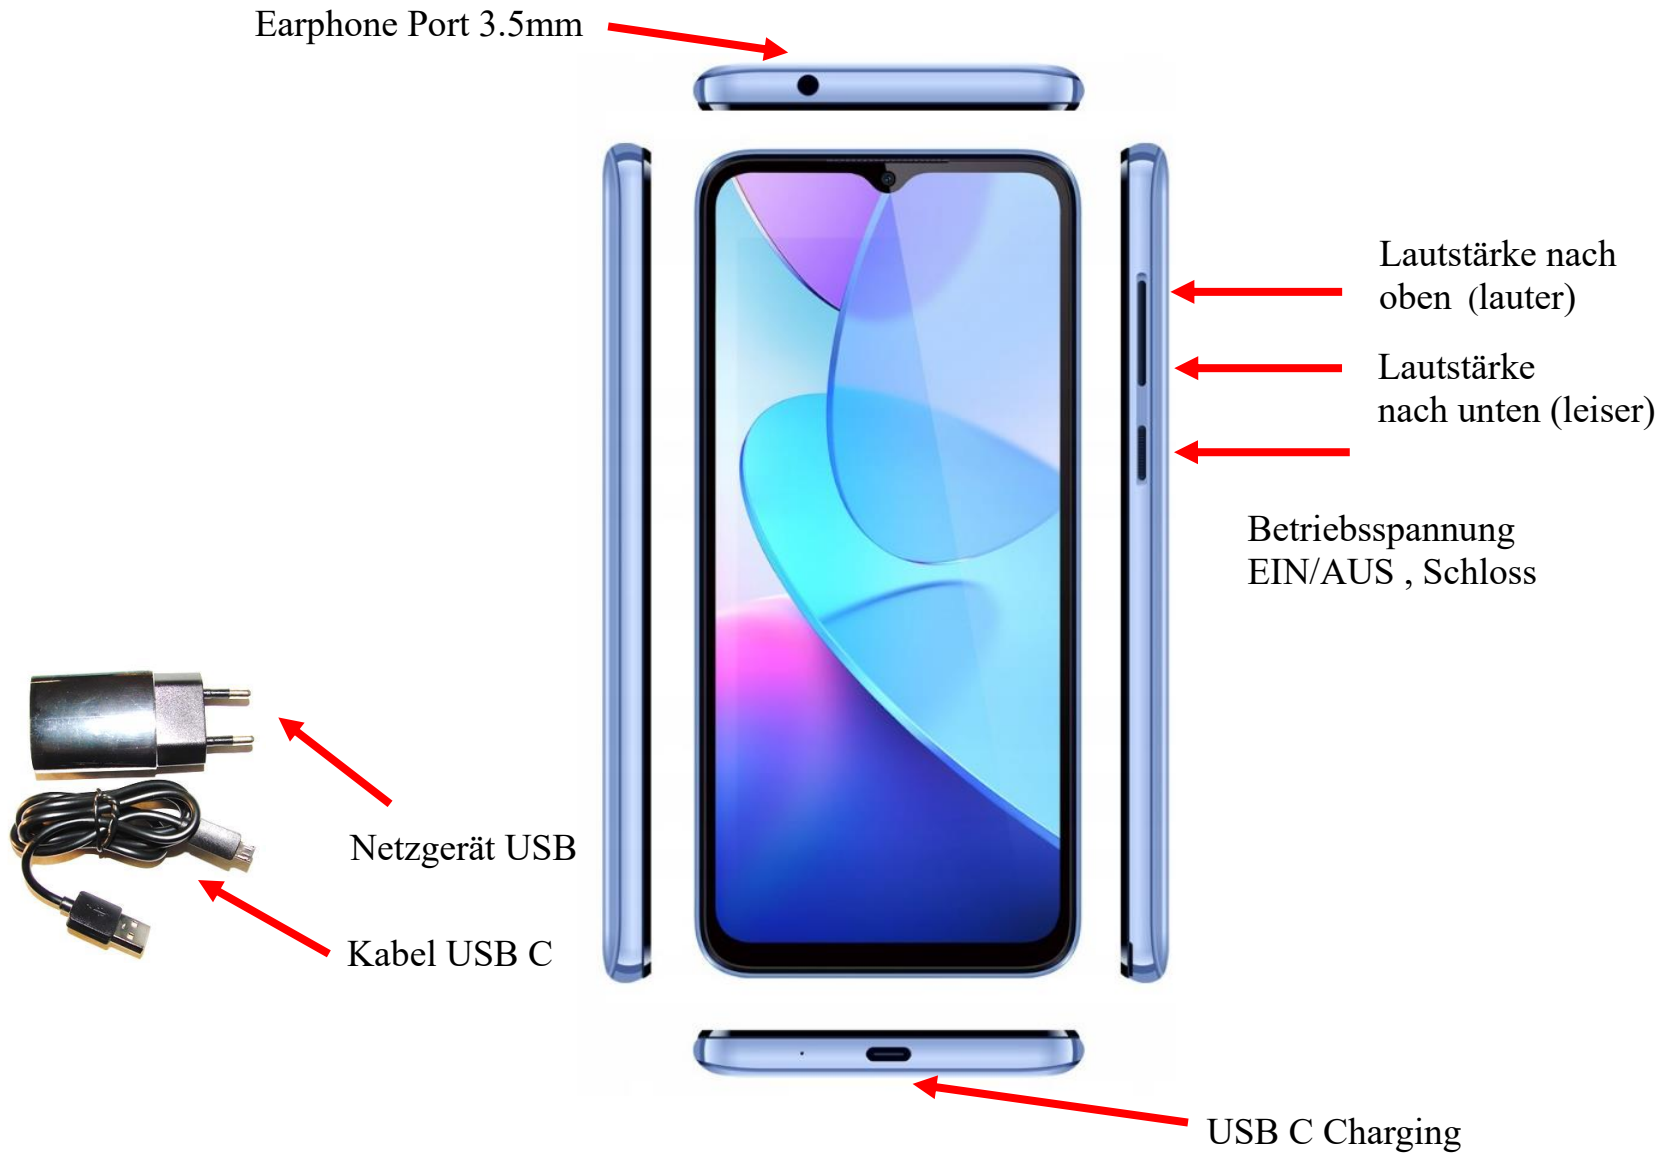 Earphone Port 3.5mm
Lautstärke nach
oben (lauter)
Lautstärke
nach unten (leiser)
Betriebsspannung
EIN/AUS , Schloss
Netzgerät USB
Kabel USB C
USB C Charging